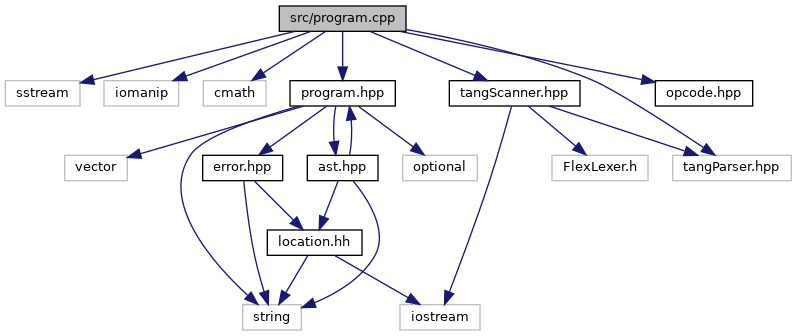 src/program.cpp
sstream
iomanip
cmath
program.hpp
tangScanner.hpp
opcode.hpp
vector
error.hpp
ast.hpp
optional
FlexLexer.h
tangParser.hpp
location.hh
string
iostream